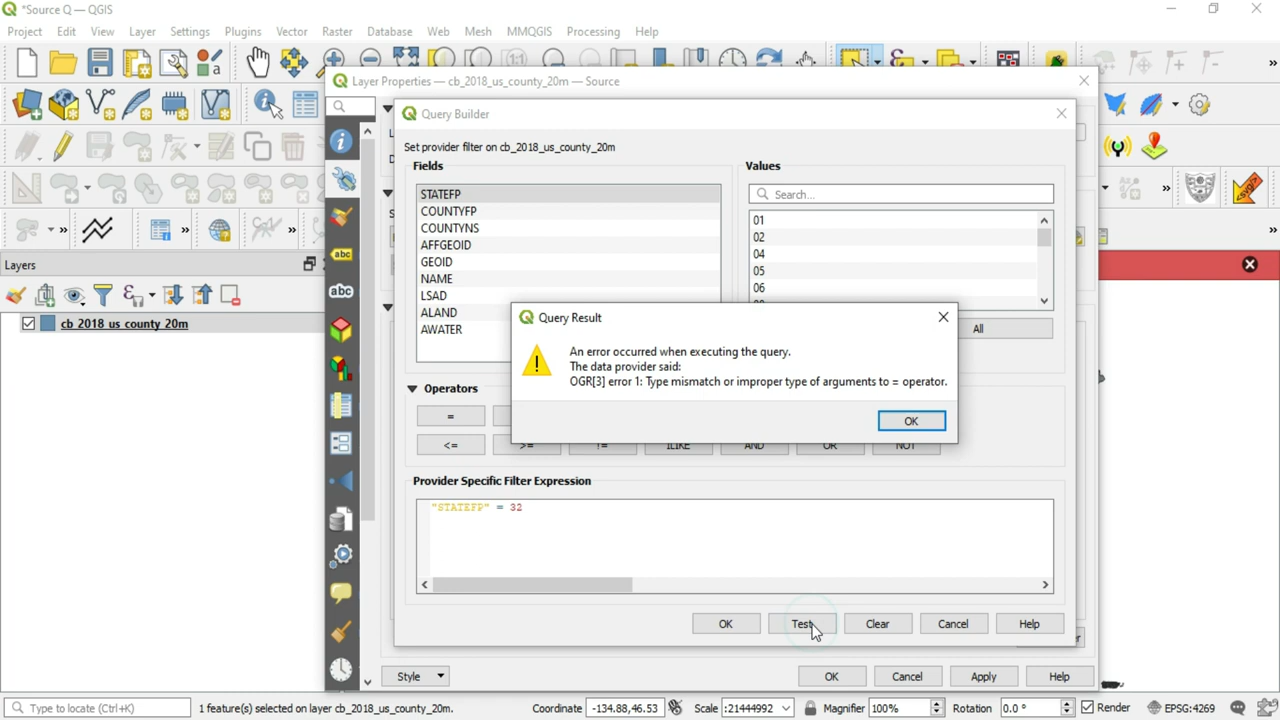 *Source Q — QGIS
Project Edit View Layer Settings Plugins Vector Raster Database Web Mesh MMQGIS Processing Help
Layer Properties — cb_2018_us_county_20m — Source
Query Builder
Set provider filter on cb_2018_us_county_20m
Fields
Values
STATEFP
COUNTYFP
COUNTYNS
AFFGEOID
GEOID
NAME
LSAD
ALAND
AWATER
Search...
01
02
04
05
06
All
Layers
cb_2018_us_county_20m
Query Result
An error occurred when executing the query.
The data provider said:
OGR[3] error 1: Type mismatch or improper type of arguments to = operator.
OK
Operators
=
<= >= != ILIKE AND OR NOT
Provider Specific Filter Expression
"STATEFP" = 32
OK Test Clear Cancel Help
Style OK Cancel Apply Help
Type to locate (Ctrl+K) 1 feature(s) selected on layer cb_2018_us_county_20m. Coordinate -134.88,46.53 Scale :21444992 Magnifier 100% Rotation 0.0 ° Render EPSG:4269